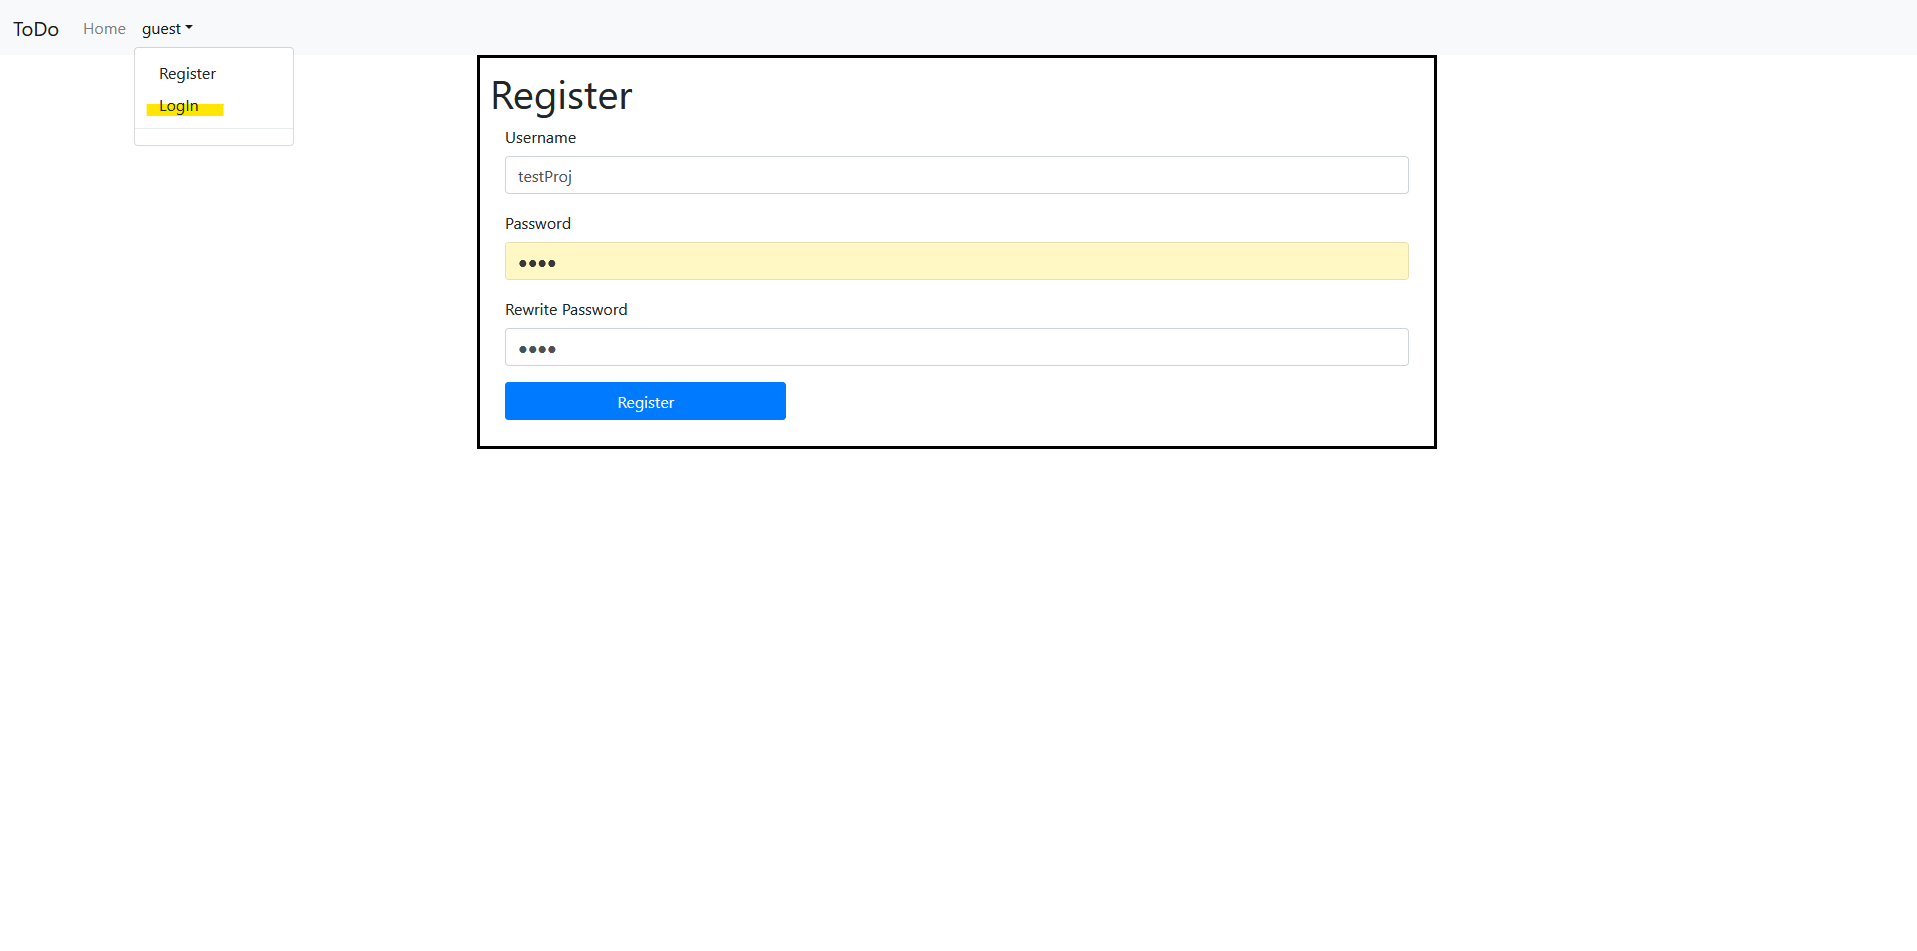 ToDo Home guest
Register
LogIn
Register
Username
testProj
Password
••••
Rewrite Password
••••
Register